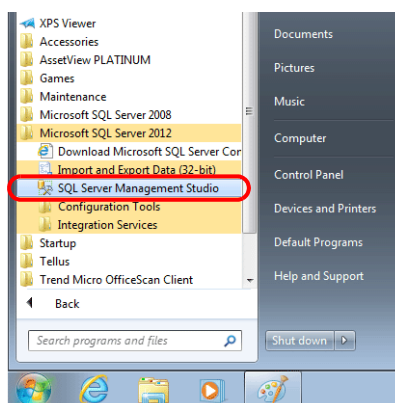 XPS Viewer
Accessories
AssetView PLATINUM
Games
Maintenance
Microsoft SQL Server 2008
Microsoft SQL Server 2012
Download Microsoft SQL Server Cor
Import and Export Data (32-bit)
SQL Server Management Studio
Configuration Tools
Integration Services
Startup
Tellus
Trend Micro OfficeScan Client
Back
Search programs and files
Documents
Pictures
Music
Computer
Control Panel
Devices and Printers
Default Programs
Help and Support
Shut down